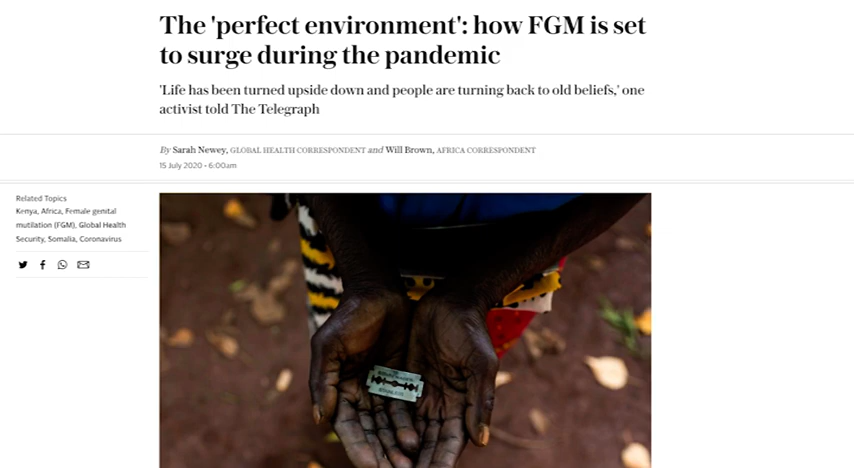 The 'perfect environment': how FGM is set
to surge during the pandemic
'Life has been turned upside down and people are turning back to old beliefs,' one
activist told The Telegraph
By Sarah Newey, GLOBAL HEALTH CORRESPONDENT and Will Brown, AFRICA CORRESPONDENT
15 July 2020 • 6:00am
Related Topics
Kenya, Africa, Female genital
mutilation (FGM), Global Health
Security, Somalia, Coronavirus